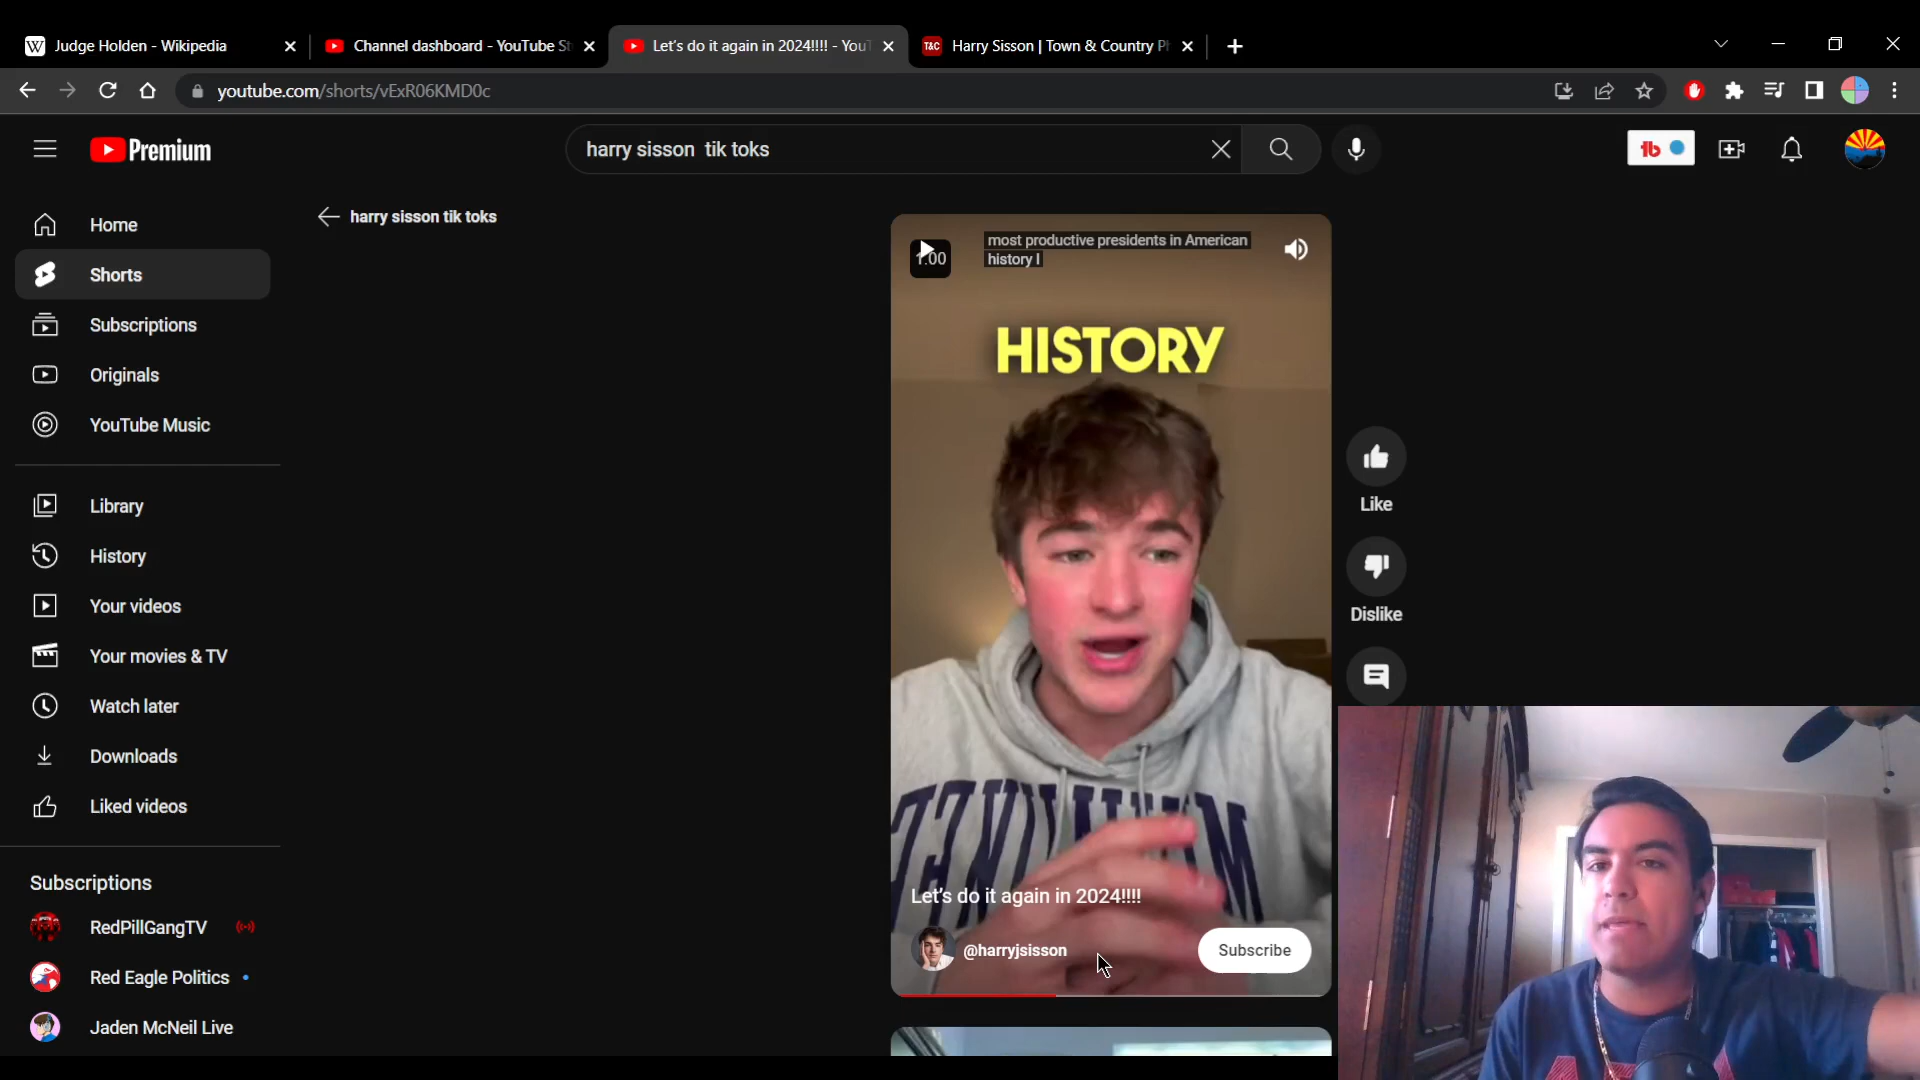 Judge Holden - Wikipedia
Channel dashboard - YouTube S
Let's do it again in 2024!!!! - You
T&C
Harry Sisson | Town & Country P
youtube.com/shorts/vExR06KMD0c
Premium
harry sisson tik toks
tb
Home
Shorts
Subscriptions
Originals
YouTube Music
Library
History
Your videos
Your movies & TV
Watch later
Downloads
Liked videos
Subscriptions
RedPillGangTV
Red Eagle Politics
Jaden McNeil Live
harry sisson tik toks
1.00
most productive presidents in American
history I
HISTORY
Let's do it again in 2024!!!!
@harryjsisson
Subscribe
Like
Dislike